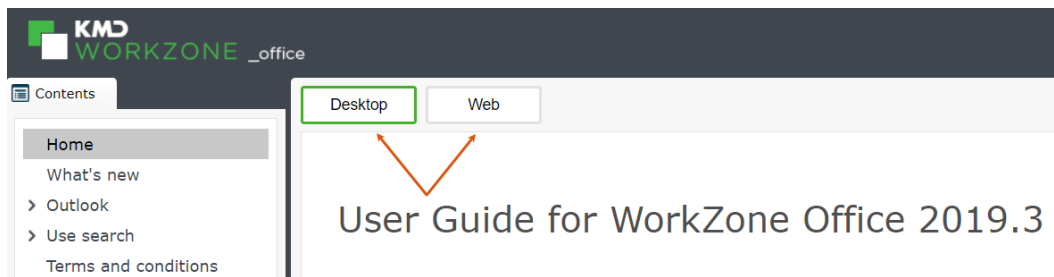 KMD
WORKZONE _office
Contents
Desktop Web
Home
What's new
Outlook
Use search
Terms and conditions
User Guide for WorkZone Office 2019.3